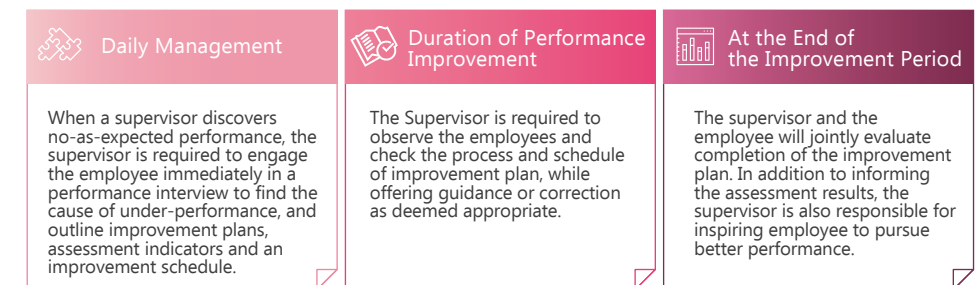 Daily Management
When a supervisor discovers
no-as-expected performance, the
supervisor is required to engage
the employee immediately in a
performance interview to find the
cause of under-performance, and
outline improvement plans,
assessment indicators and an
improvement schedule.
Duration of Performance
Improvement
The Supervisor is required to
observe the employees and
check the process and schedule
of improvement plan, while
offering guidance or correction
as deemed appropriate.
At the End of
the Improvement Period
The supervisor and the
employee will jointly evaluate
completion of the improvement
plan. In addition to informing
the assessment results, the
supervisor is also responsible for
inspiring employee to pursue
better performance.